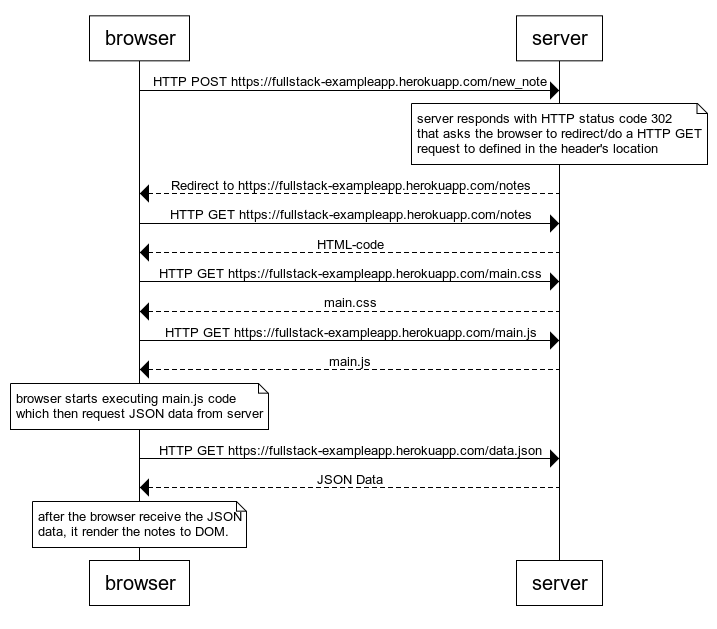 browser
server
HTTP POST https://fullstack-exampleapp.herokuapp.com/new_note
server responds with HTTP status code 302
that asks the browser to redirect/do a HTTP GET
request to defined in the header's location
Redirect to https://fullstack-exampleapp.herokuapp.com/notes
HTTP GET https://fullstack-exampleapp.herokuapp.com/notes
HTML-code
HTTP GET https://fullstack-exampleapp.herokuapp.com/main.css
main.css
HTTP GET https://fullstack-exampleapp.herokuapp.com/main.js
main.js
browser starts executing main.js code
which then request JSON data from server
HTTP GET https://fullstack-exampleapp.herokuapp.com/data.json
JSON Data
after the browser receive the JSON
data, it render the notes to DOM.
browser
server